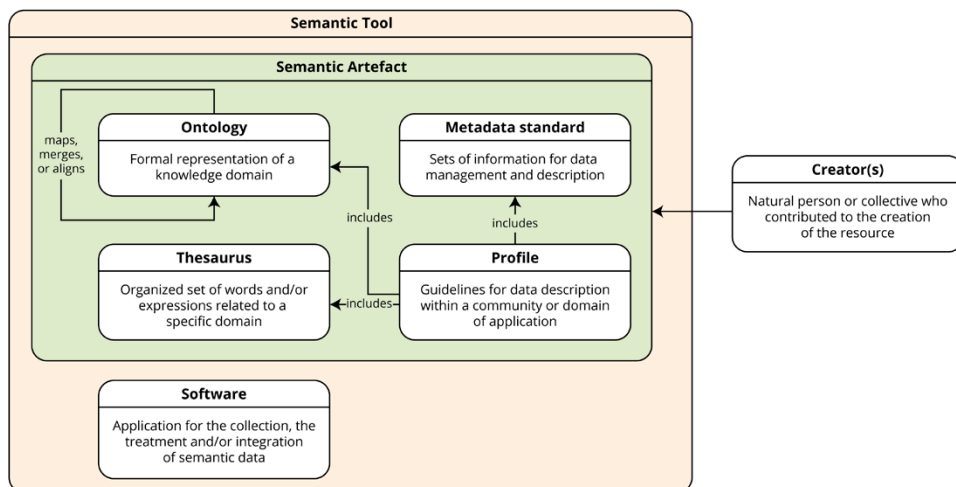 Semantic Tool
Semantic Artefact
maps,
merges,
or aligns
Ontology
Formal representation of a
knowledge domain
Metadata standard
Sets of information for data
management and description
Creator(s)
Natural person or collective who
contributed to the creation
of the resource
includes
includes
Thesaurus
Organized set of words and/or
expressions related to a
specific domain
includes
Profile
Guidelines for data description
within a community or domain
of application
Software
Application for the collection, the
treatment and/or integration
of semantic data